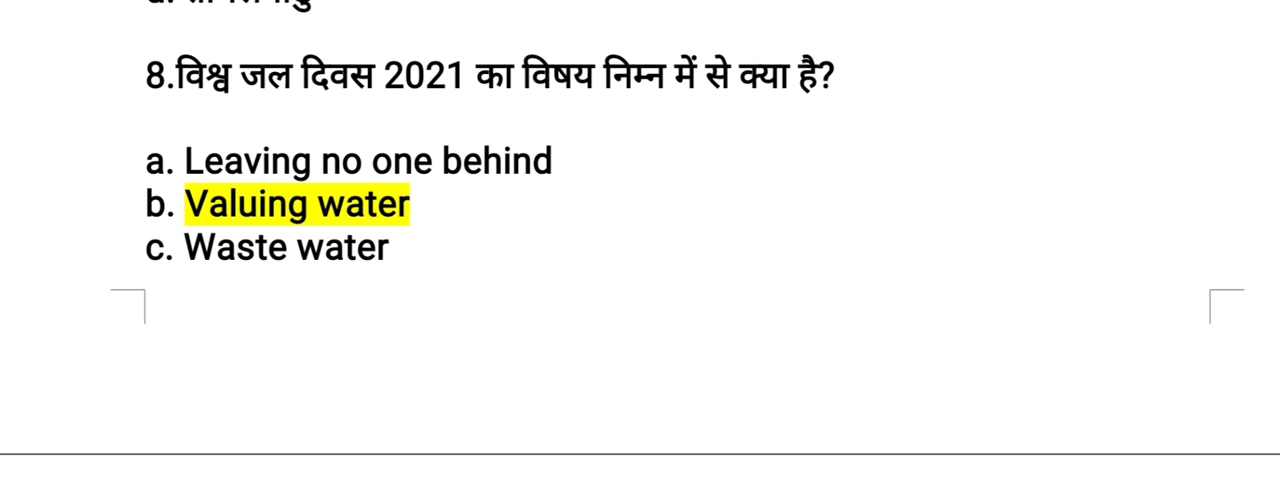 8.विश्व जल दिवस 2021 का विषय निम्न में से क्या है?
a. Leaving no one behind
b. Valuing water
c. Waste water